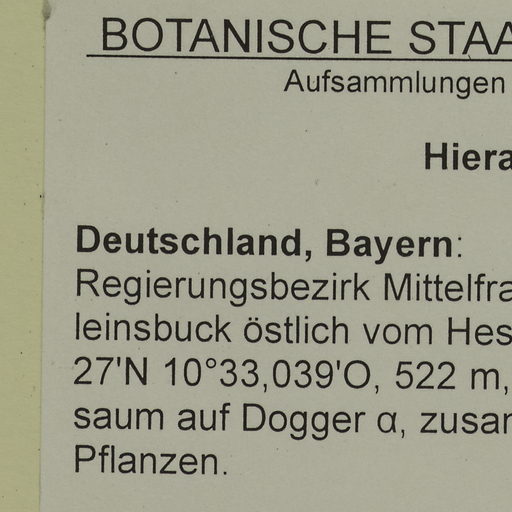 BOTANISCHE STAA
Aufsammlungen
Hiera
Deutschland, Bayern:
Regierungsbezirk Mittelfra
leinsbuck östlich vom Hes
27'N 10°33,039'O, 522 m,
saum auf Dogger α, zusam
Pflanzen.